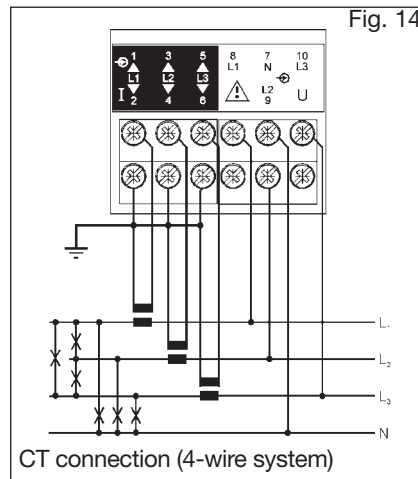 Fig. 14
1 3 5 8 7 10
L1 N L3
L1 L2 L3
I L2 U
2 4 6 9
L.
L2
L3
N
CT connection (4-wire system)